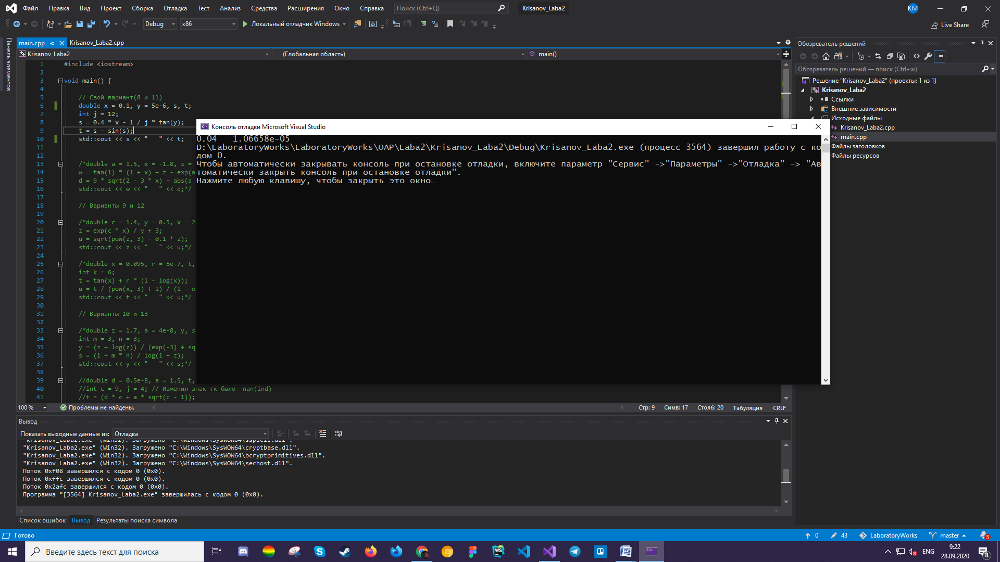 Файл Правка Вид Проект Сборка Отладка Тест Анализ Средства Расширения Окно Справка Поиск (Ctrl+Q) Krisanov_Laba2 KM
Debug x86 Локальный отладчик Windows Live Share
Панель элементов
main.cpp Krisanov_Laba2.cpp
Krisanov_Laba2 (Глобальная область) main()
1 #include <iostream>
2
3 void main() {
4
5 // Свой вариант(8 и 11)
6 double x = 0.1, y = 5e-6, s, t;
7 int j = 12;
8 s = 0.4 * x - 1 / j * tan(y);
9 t = s - sin(s);
10 std::cout << s << "   " << t;
11
12
13 /*double a = 1.5, x = -1.8, z =
14 w = tan(1) * (1 + x) + z - exp(a
15 d = 9 * sqrt(2 - 3 * x) + abs(a
16 std::cout << w << "   " << d;*/
17
18 // Варианты 9 и 12
19
20 /*double c = 1.4, y = 0.5, x = 2
21 z = exp(c * x) / y + 3;
22 u = sqrt(pow(z, 3) - 0.1 * z);
23 std::cout << z << "   " << u;*/
24
25 /*double x = 0.095, r = 5e-7, t,
26 int k = 6;
27 t = tan(x) + r * (1 - log(x));
28 u = t / (pow(x, 3) + 1) / (1 - e
29 std::cout << t << "   " << u;*/
30
31 // Варианты 10 и 13
32
33 /*double z = 1.7, a = 4e-8, y, s
34 int m = 3, n = 3;
35 y = (z + log(z)) / (exp(-3) + sq
36 s = (1 + m * n) / log(1 + z);
37 std::cout << y << "   " << s;*/
38
39 //double d = 0.5e-8, a = 1.5, t,
40 //int c = 9, j = 4; // Изменил знак тк было -nan(ind)
41 //t = (d * c + a * sqrt(c - 1));
Консоль отладки Microsoft Visual Studio
0.04   1.06658e-05
D:\LaboratoryWorks\LaboratoryWorks\OAP\Laba2\Krisanov_Laba2\Debug\Krisanov_Laba2.exe (процесс 3564) завершил работу с ко
дом 0.
Чтобы автоматически закрывать консоль при остановке отладки, включите параметр "Сервис" ->"Параметры" ->"Отладка" -> "Ав
томатически закрыть консоль при остановке отладки".
Нажмите любую клавишу, чтобы закрыть это окно…
Обозреватель решений
Обозреватель решений — поиск (Ctrl+ж)
Решение "Krisanov_Laba2" (проекты: 1 из 1)
Krisanov_Laba2
Ссылки
Внешние зависимости
Исходные файлы
Krisanov_Laba2.cpp
main.cpp
Файлы заголовков
Файлы ресурсов
100 % Проблемы не найдены. Стр: 9 Симв: 17 Столб: 20 Табуляция CRLF
Вывод
Показать выходные данные из: Отладка
"Krisanov_Laba2.exe" (Win32). Загружено "C:\Windows\SysWOW64\sspicli.dll".
"Krisanov_Laba2.exe" (Win32). Загружено "C:\Windows\SysWOW64\cryptbase.dll".
"Krisanov_Laba2.exe" (Win32). Загружено "C:\Windows\SysWOW64\bcryptprimitives.dll".
"Krisanov_Laba2.exe" (Win32). Загружено "C:\Windows\SysWOW64\sechost.dll".
Поток 0xf08 завершился с кодом 0 (0x0).
Поток 0xffc завершился с кодом 0 (0x0).
Поток 0x2afc завершился с кодом 0 (0x0).
Программа "[3564] Krisanov_Laba2.exe" завершилась с кодом 0 (0x0).
Список ошибок Вывод Результаты поиска символа
Готово 0 43 LaboratoryWorks master 3
Введите здесь текст для поиска ENG 9:22
28.09.2020 8